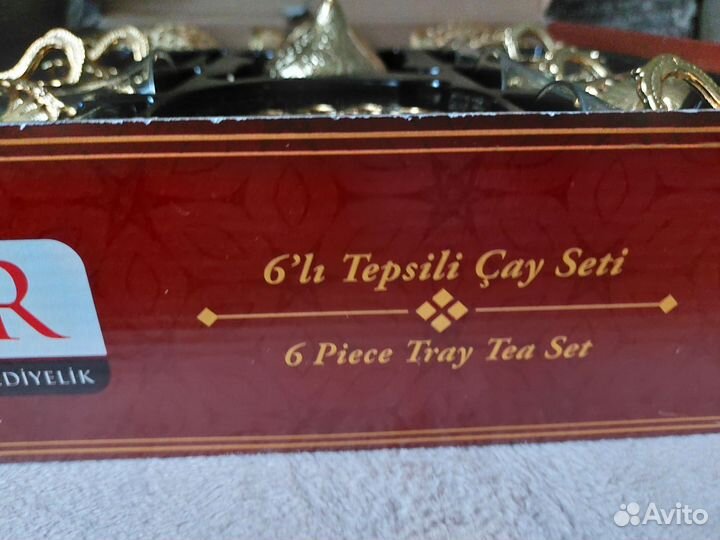 6'lı Tepsili Çay Seti
6 Piece Tray Tea Set
R
EDİYELİK
Avito